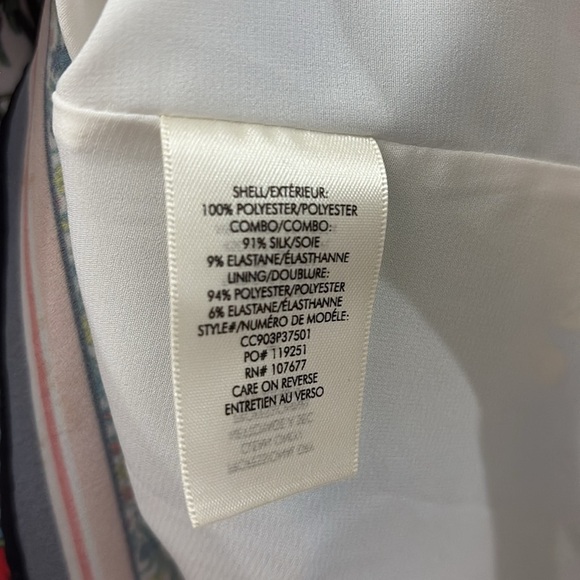 SHELL/EXTÉRIEUR:
100% POLYESTER/POLYESTER
COMBO/COMBO:
91% SILK/SOIE
9% ELASTANE/ÉLASTHANNE
LINING/DOUBLURE:
94% POLYESTER/POLYESTER
6% ELASTANE/ÉLASTHANNE
STYLE#/NUMÉRO DE MODÉLE:
CC903P37501
PO# 119251
RN# 107677
CARE ON REVERSE
ENTRETIEN AU VERSO